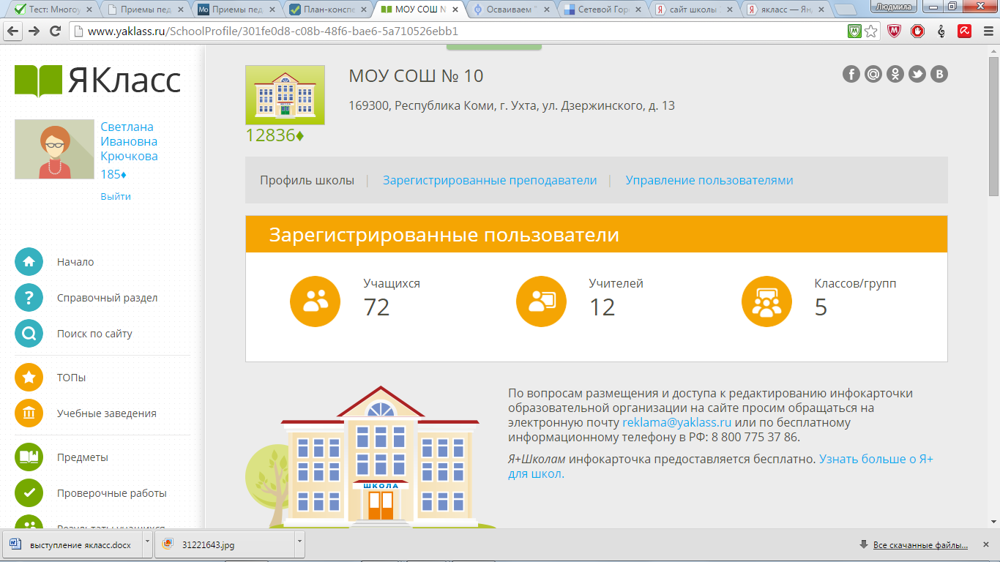 Тест: Многоу
Приемы пед
Приемы пед
План-конспе
МОУ СОШ №
Осваиваем
Сетевой Горо
сайт школы
якласс — Ян
Людмила
www.yaklass.ru/SchoolProfile/301fe0d8-c08b-48f6-bae6-5a710526ebb1
ЯКласс
Светлана
Ивановна
Крючкова
185
Выйти
Начало
Справочный раздел
Поиск по сайту
ТОПы
Учебные заведения
Предметы
Проверочные работы
Результаты учащихся
МОУ СОШ № 10
169300, Республика Коми, г. Ухта, ул. Дзержинского, д. 13
12836
Профиль школы | Зарегистрированные преподаватели | Управление пользователями
Зарегистрированные пользователи
Учащихся
72
Учителей
12
Классов/групп
5
ШКОЛА
По вопросам размещения и доступа к редактированию инфокарточки
образовательной организации на сайте просим обращаться на
электронную почту reklama@yaklass.ru или по бесплатному
информационному телефону в РФ: 8 800 775 37 86.
Я+Школам инфокарточка предоставляется бесплатно. Узнать больше о Я+
для школ.
выступление якласс.docx
31221643.jpg
Все скачанные файлы...